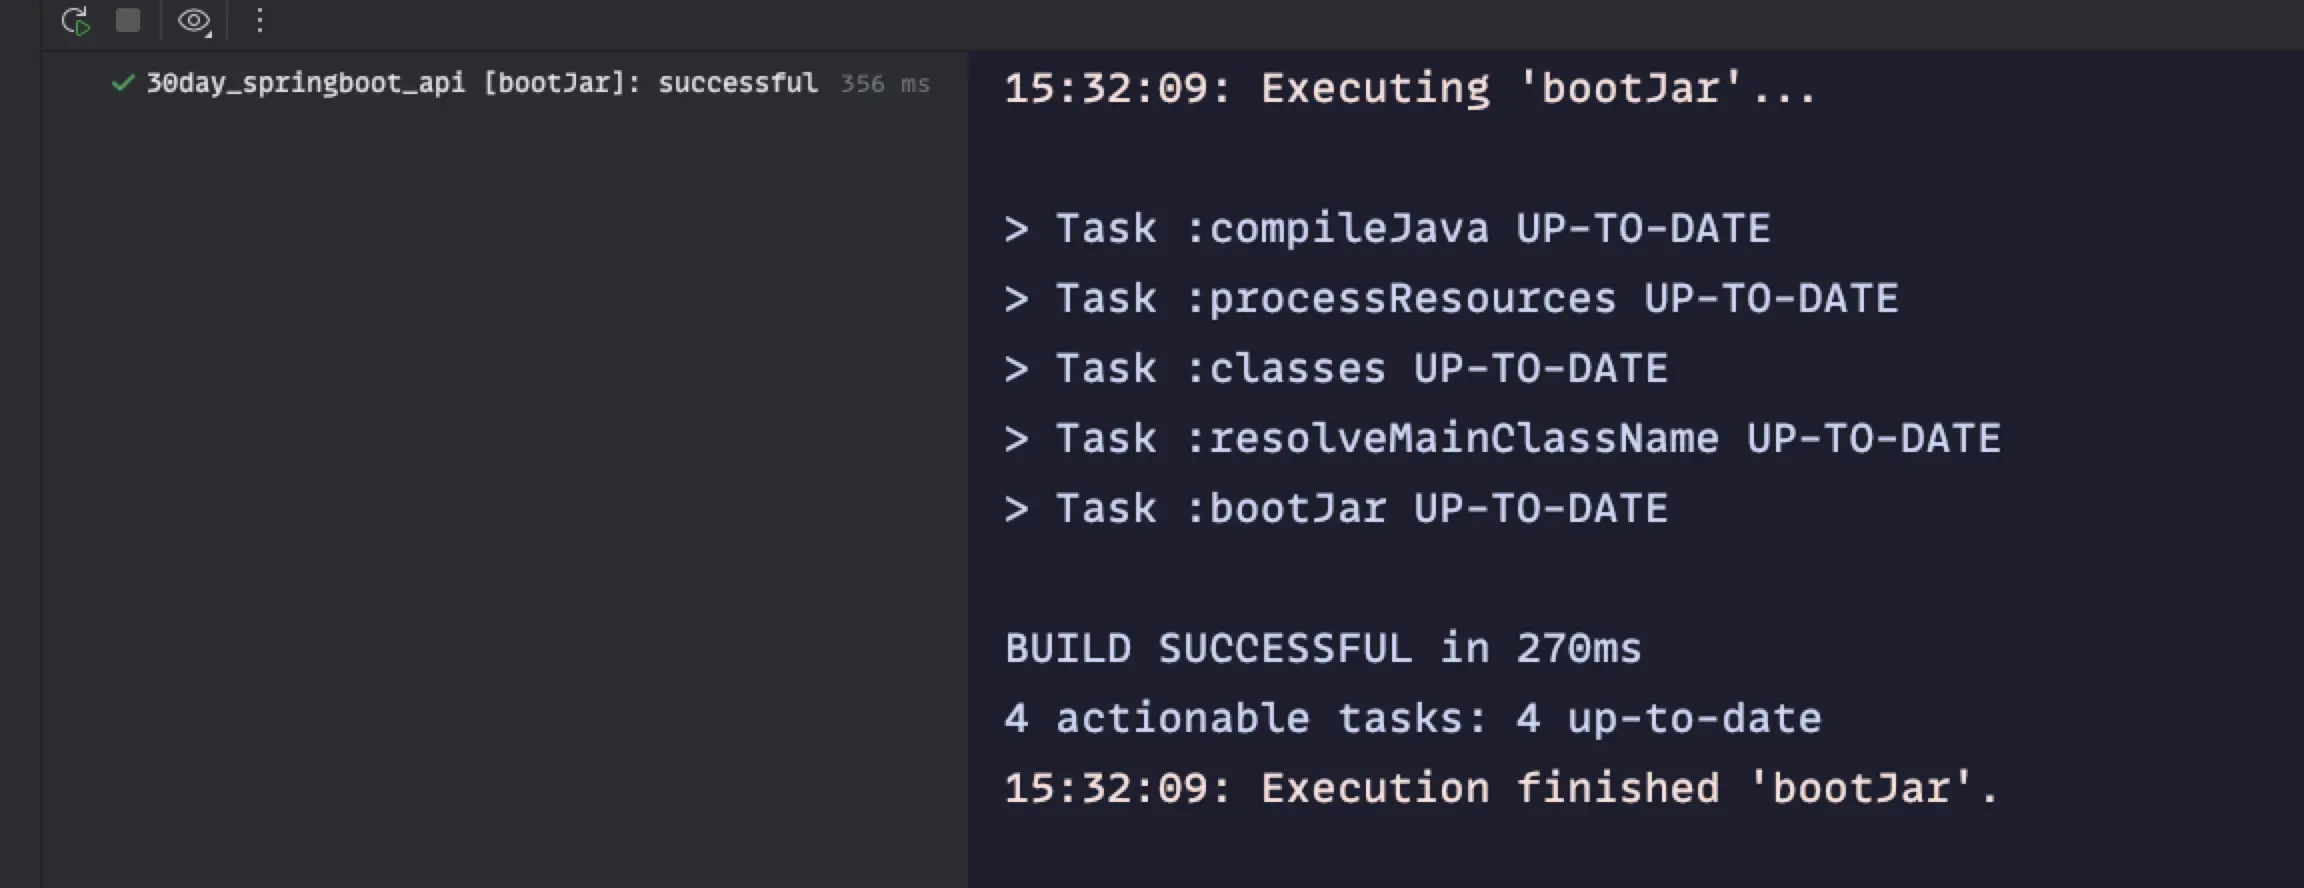 30day_springboot_api [bootJar]: successful 356 ms
15:32:09: Executing 'bootJar'...
> Task :compileJava UP-TO-DATE
> Task :processResources UP-TO-DATE
> Task :classes UP-TO-DATE
> Task :resolveMainClassName UP-TO-DATE
> Task :bootJar UP-TO-DATE
BUILD SUCCESSFUL in 270ms
4 actionable tasks: 4 up-to-date
15:32:09: Execution finished 'bootJar'.